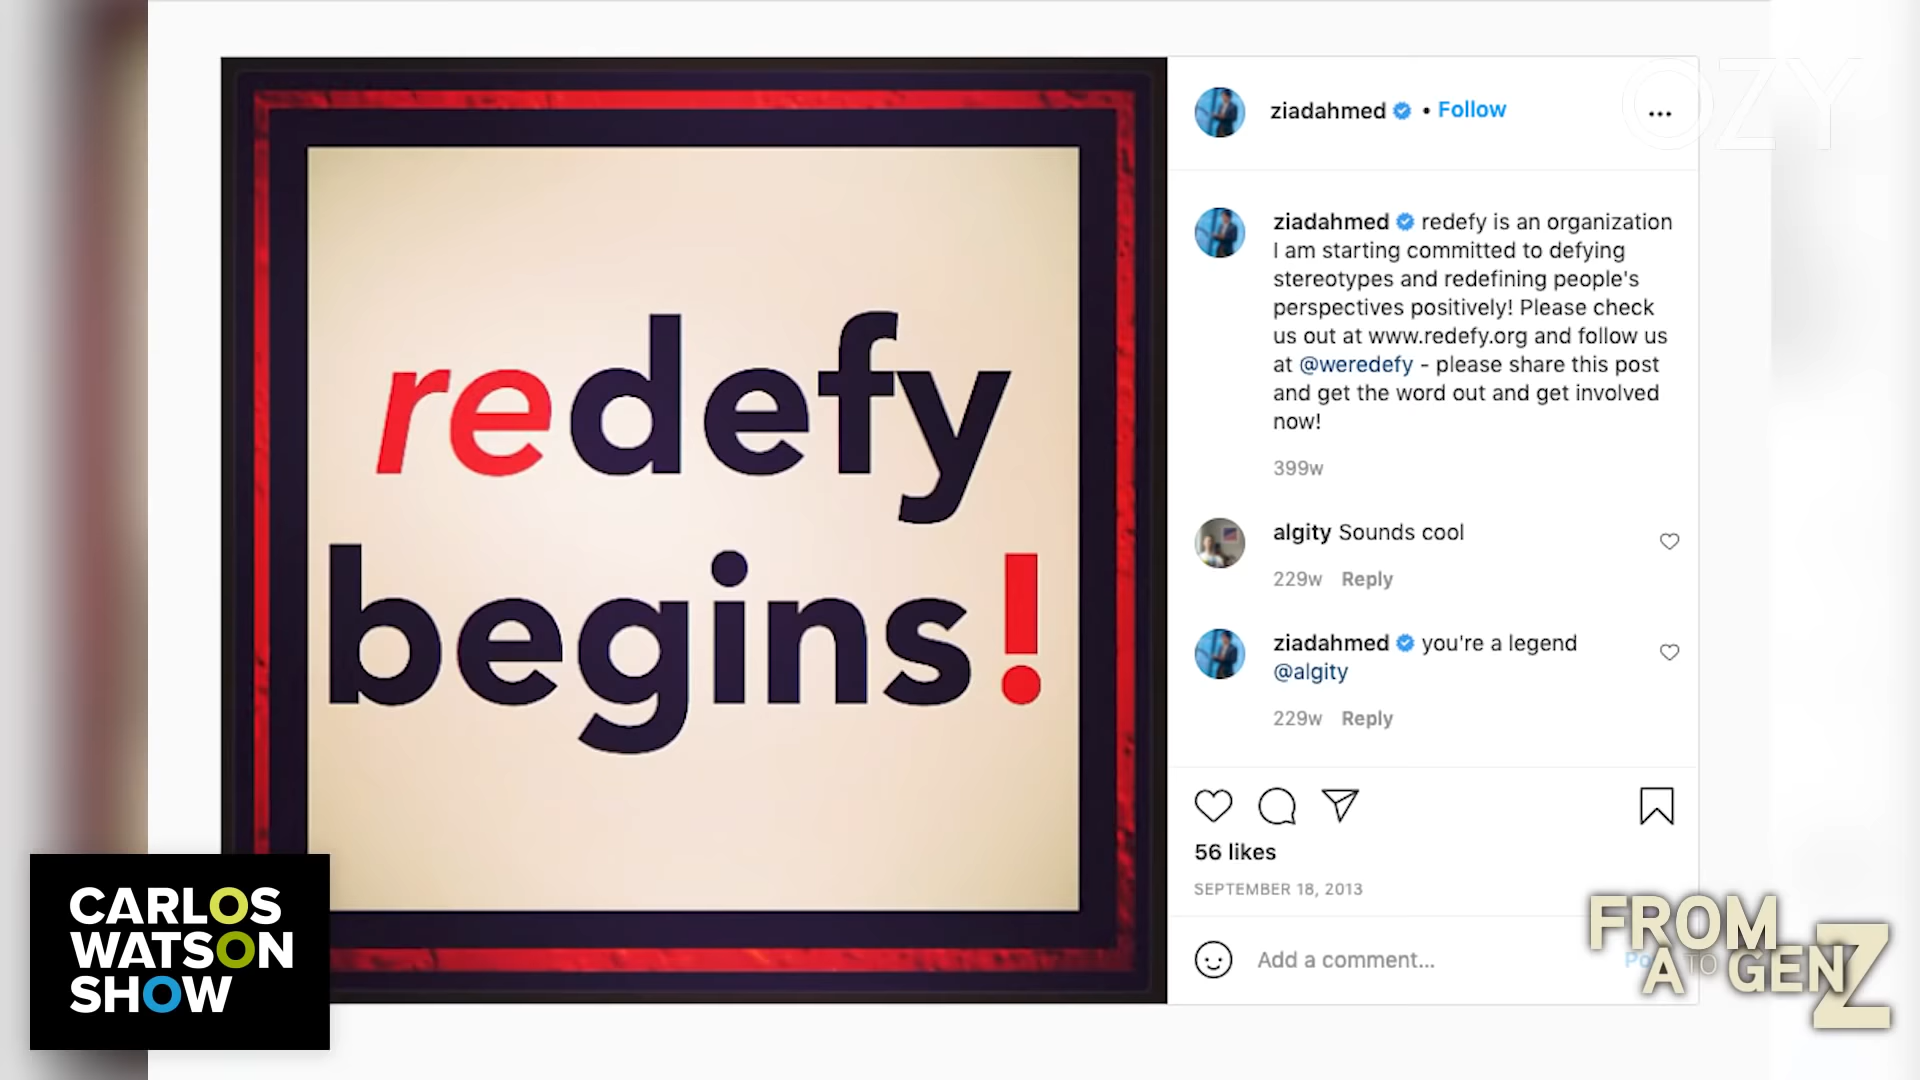 OZY
redefy
begins!
ziadahmed • Follow
ziadahmed redefy is an organization
I am starting committed to defying
stereotypes and redefining people's
perspectives positively! Please check
us out at www.redefy.org and follow us
at @weredefy - please share this post
and get the word out and get involved
now!
399w
algity Sounds cool
229w Reply
ziadahmed you're a legend
@algity
229w Reply
56 likes
SEPTEMBER 18, 2013
Add a comment...
CARLOS
WATSON
SHOW
FROM
A TO GEN Z